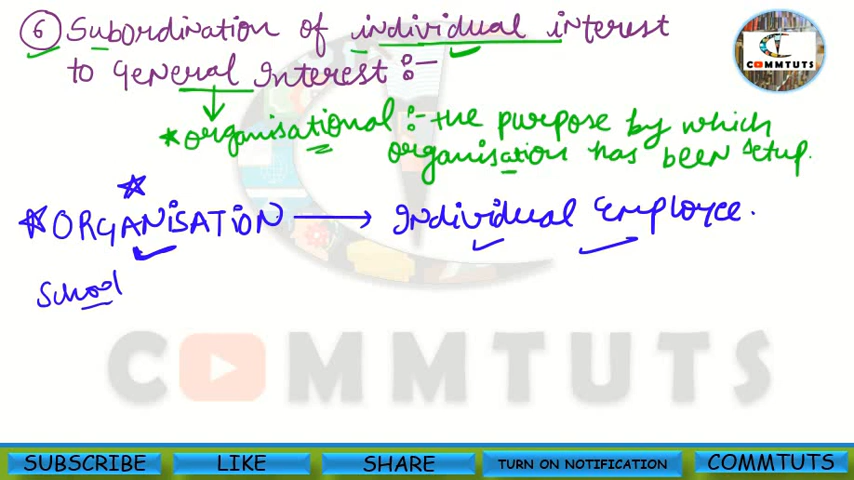 6 Subordination of individual interest
to General Interest :-
COMMTUTS
* Organisational :- the purpose by which
organisation has been setup.
ORGANISATION → Individual Employee.
School
COMMTUTS
SUBSCRIBE LIKE SHARE TURN ON NOTIFICATION COMMTUTS